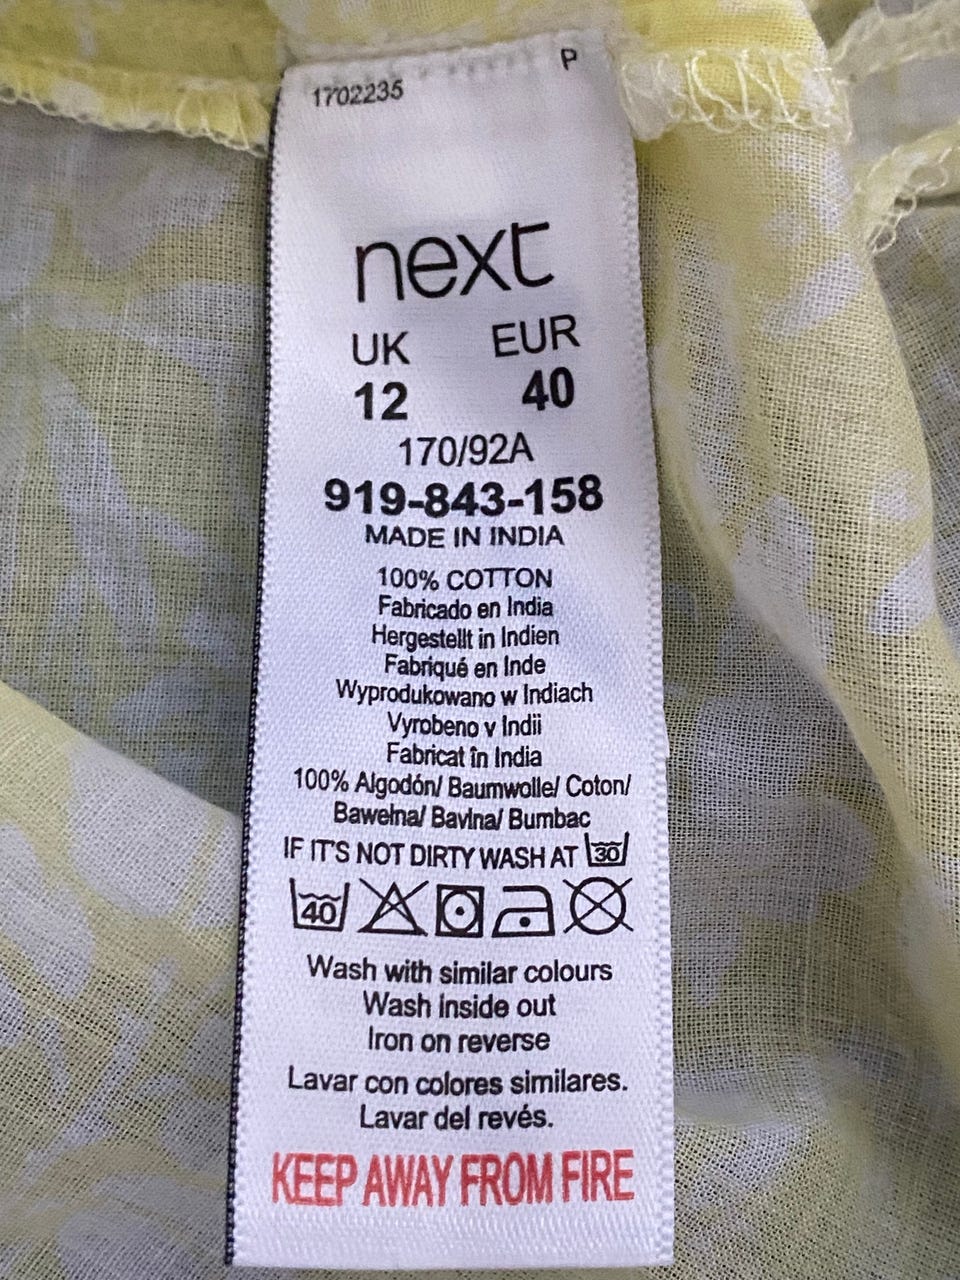 1702235 P
next
UK EUR
12 40
170/92A
919-843-158
MADE IN INDIA
100% COTTON
Fabricado en India
Hergestellt in Indien
Fabriqué en Inde
Wyprodukowano w Indiach
Vyrobeno v Indii
Fabricat în India
100% Algodón/ Baumwolle/ Coton/
Bawełna/ Bavlna/ Bumbac
IF IT'S NOT DIRTY WASH AT 30
40
Wash with similar colours
Wash inside out
Iron on reverse
Lavar con colores similares.
Lavar del revés.
KEEP AWAY FROM FIRE